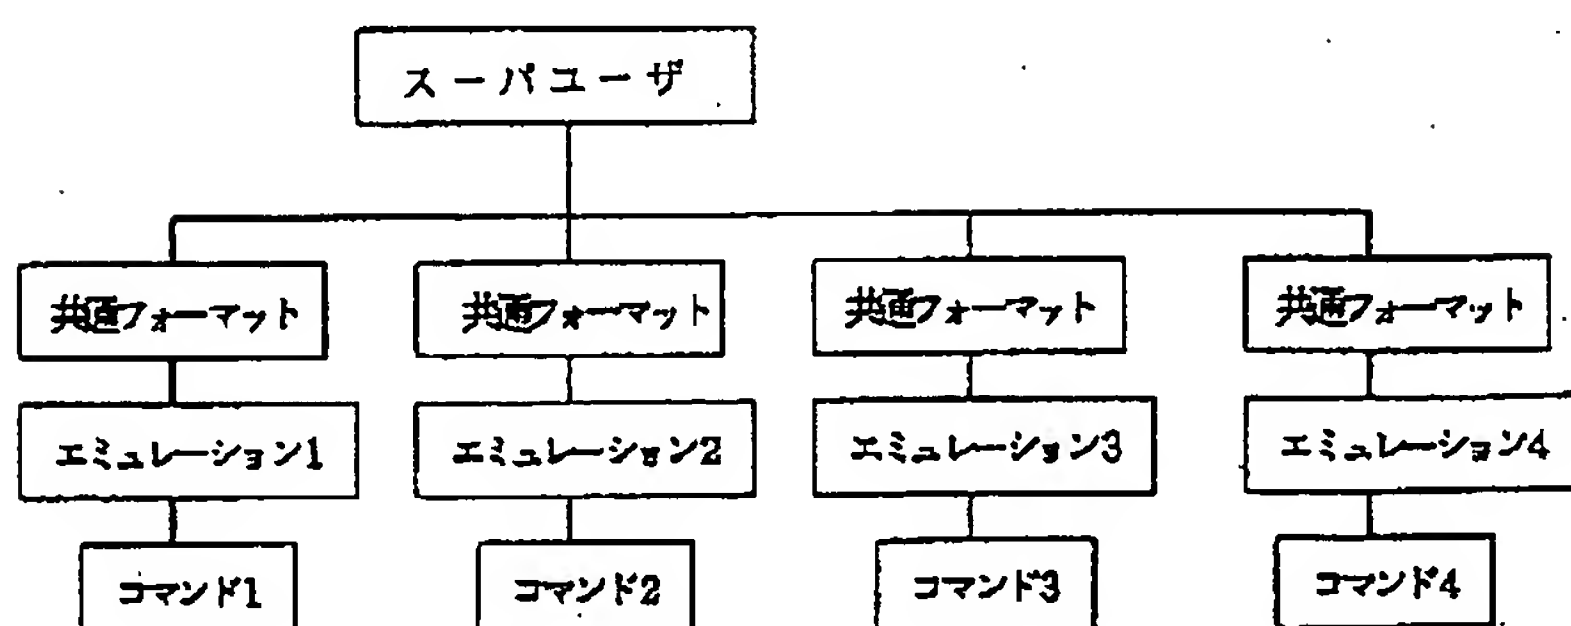 スーパユーザ
共通フォーマット
共通フォーマット
共通フォーマット
共通フォーマット
エミュレーション1
エミュレーション2
エミュレーション3
エミュレーション4
コマンド1
コマンド2
コマンド3
コマンド4